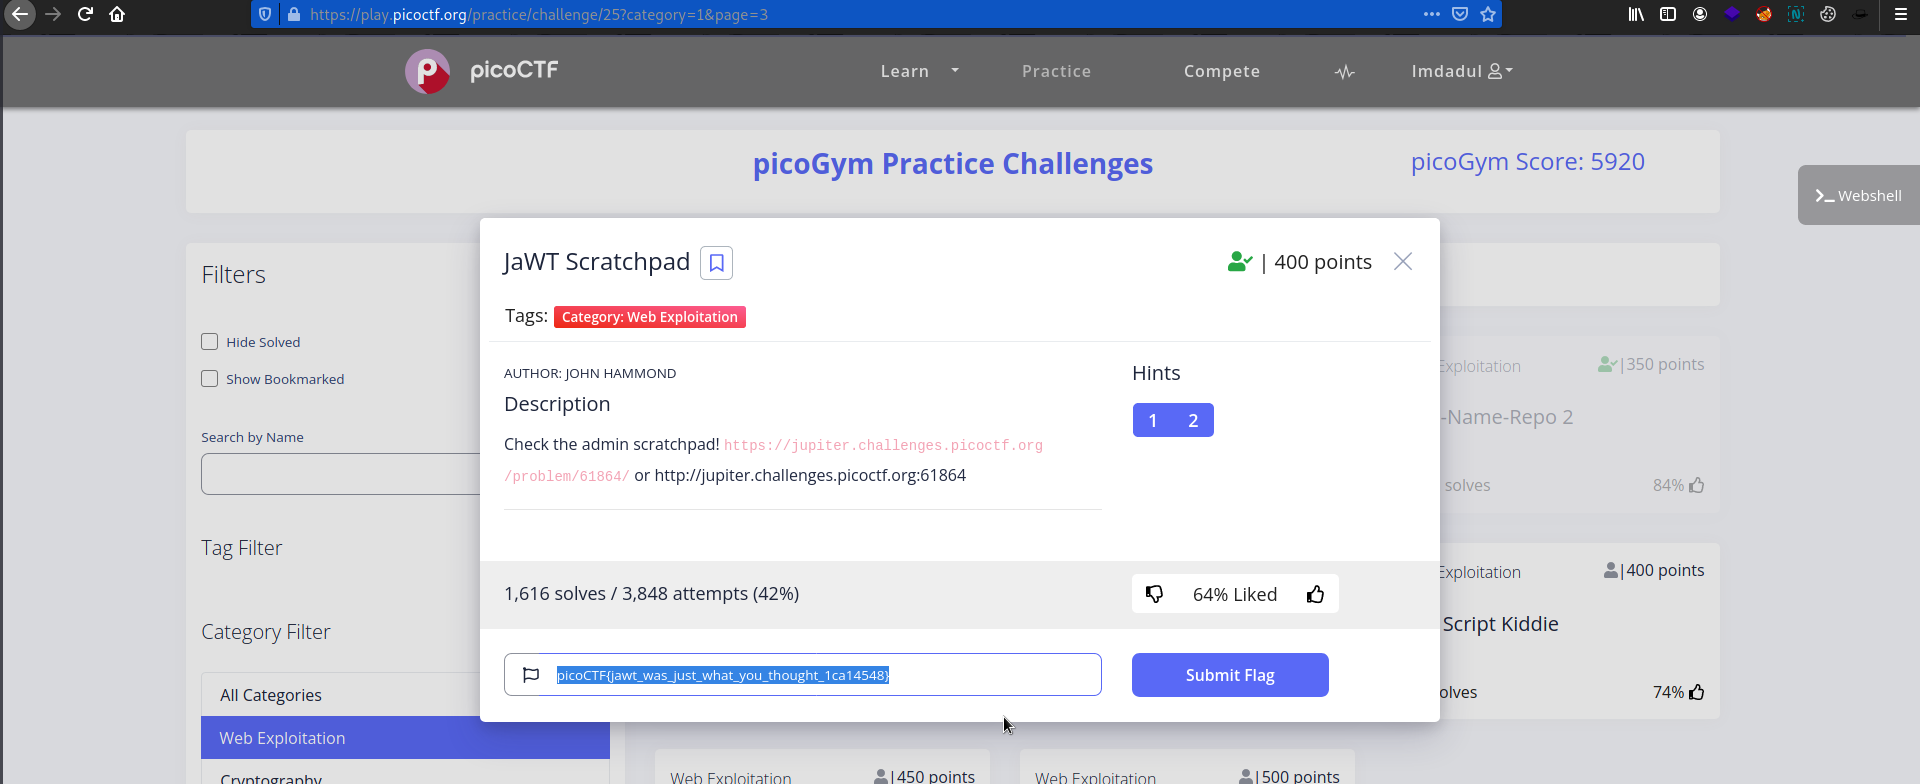 https://play.picoctf.org/practice/challenge/25?category=1&page=3
picoCTF
Learn
Practice
Compete
Imdadul
picoGym Practice Challenges
picoGym Score: 5920
Webshell
Filters
Hide Solved
Show Bookmarked
Search by Name
Tag Filter
Category Filter
All Categories
Web Exploitation
Cryptography
JaWT Scratchpad
| 400 points
Tags: Category: Web Exploitation
AUTHOR: JOHN HAMMOND
Description
Check the admin scratchpad! https://jupiter.challenges.picoctf.org
/problem/61864/ or http://jupiter.challenges.picoctf.org:61864
Hints
1 2
1,616 solves / 3,848 attempts (42%)
64% Liked
picoCTF{jawt_was_just_what_you_thought_1ca14548}
Submit Flag
Exploitation
|350 points
-Name-Repo 2
solves
84%
Exploitation
|400 points
Script Kiddie
olves
74%
Web Exploitation
|450 points
Web Exploitation
|500 points